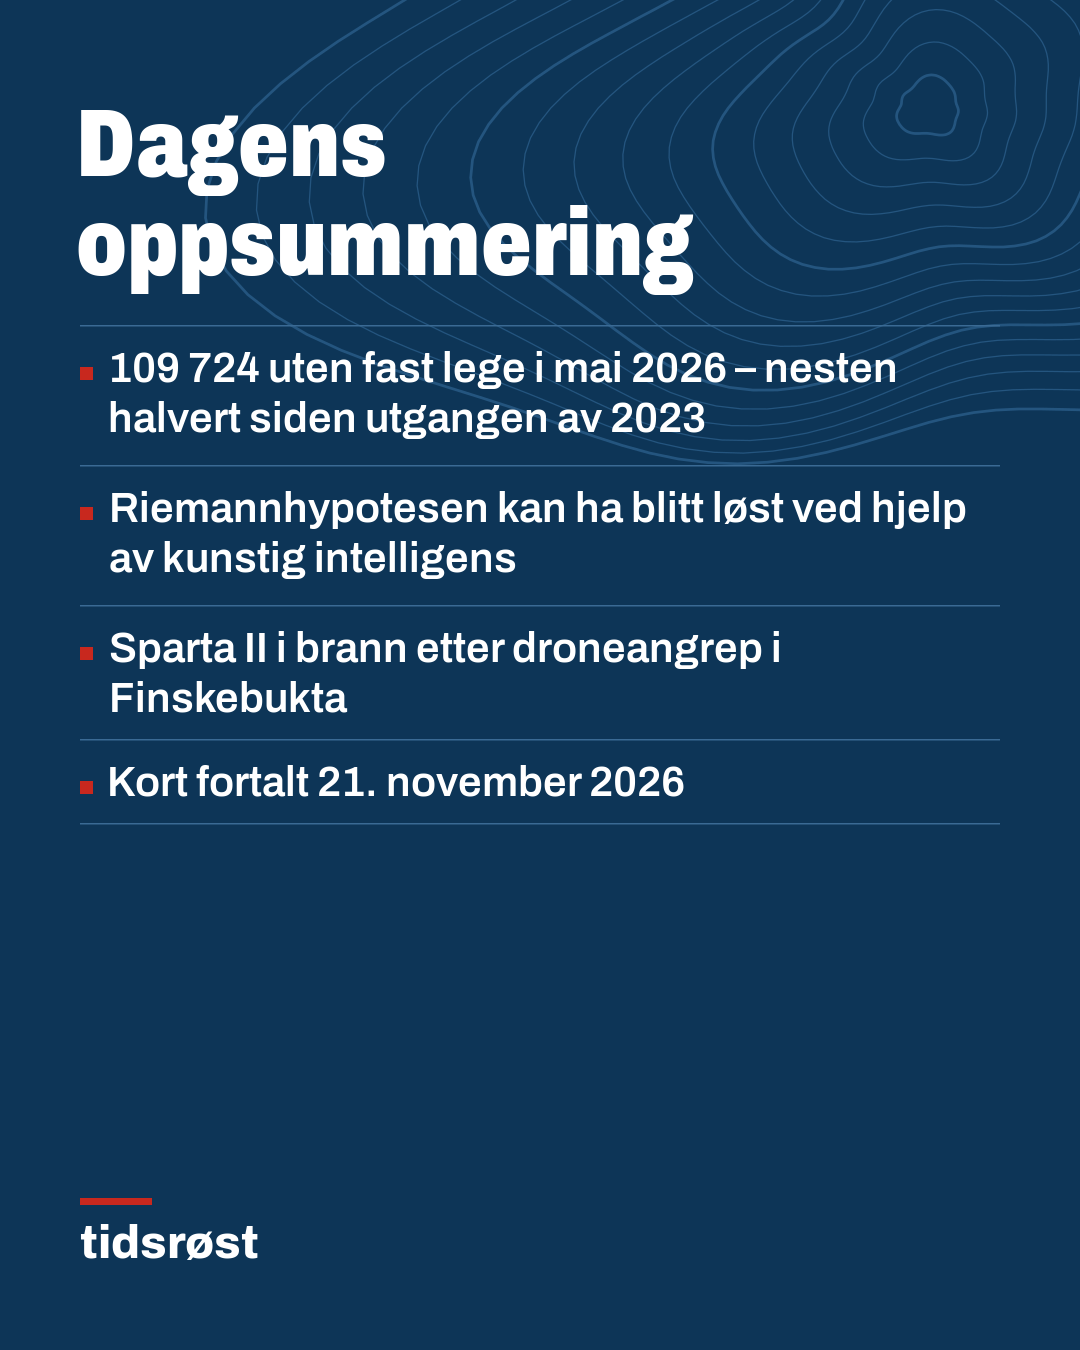 Dagens
oppsummering
109 724 uten fast lege i mai 2026 – nesten
halvert siden utgangen av 2023
Riemannhypotesen kan ha blitt løst ved hjelp
av kunstig intelligens
Sparta II i brann etter droneangrep i
Finskebukta
Kort fortalt 21. november 2026
tidsrøst